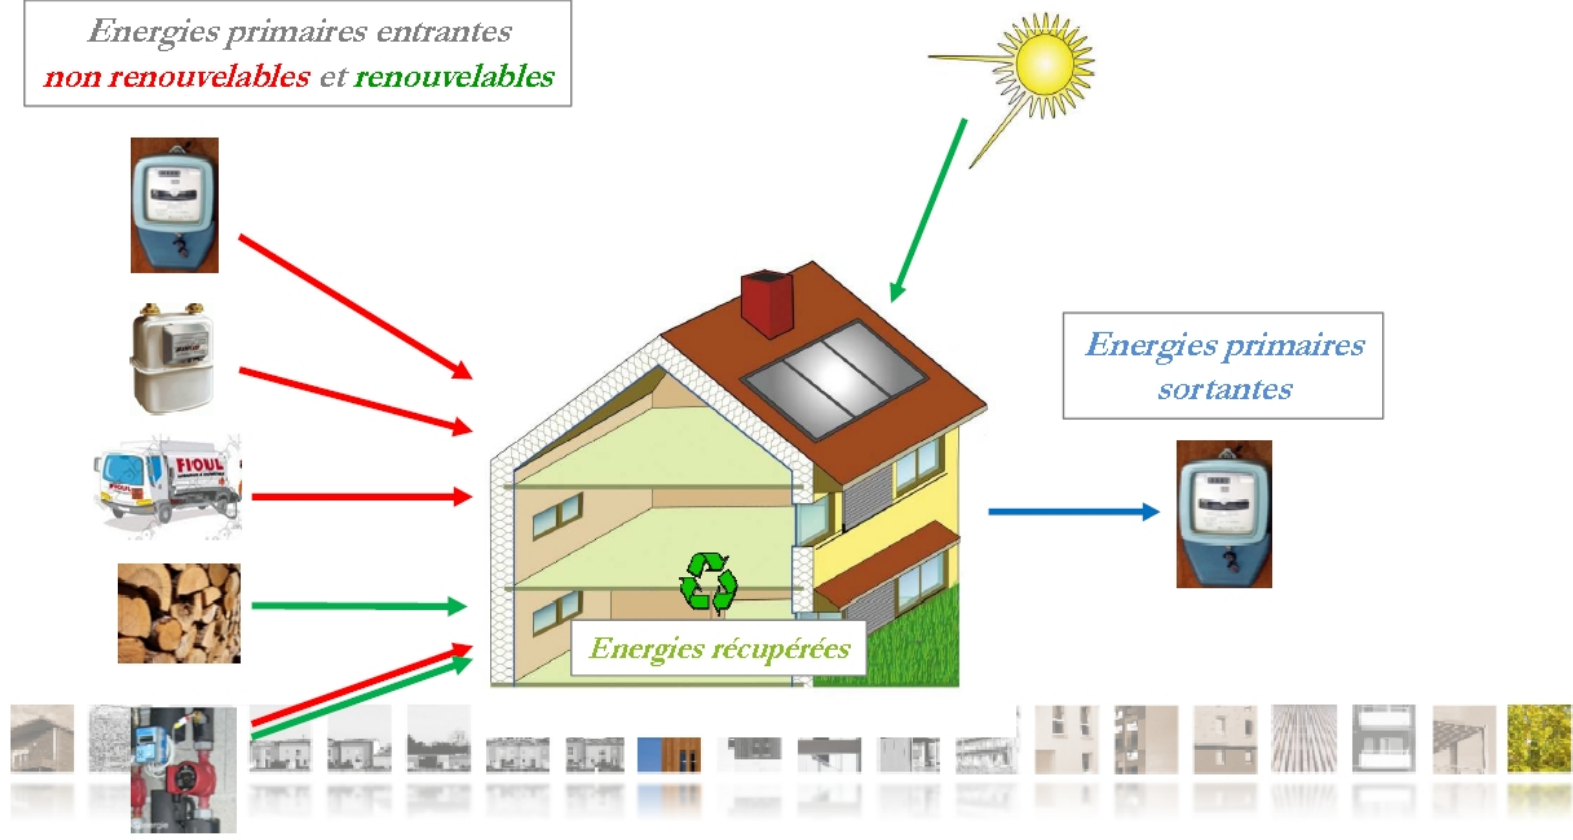 Energies primaires entrantes
non renouvelables et renouvelables
Energies primaires
sortantes
FIOUL
Energies récupérées